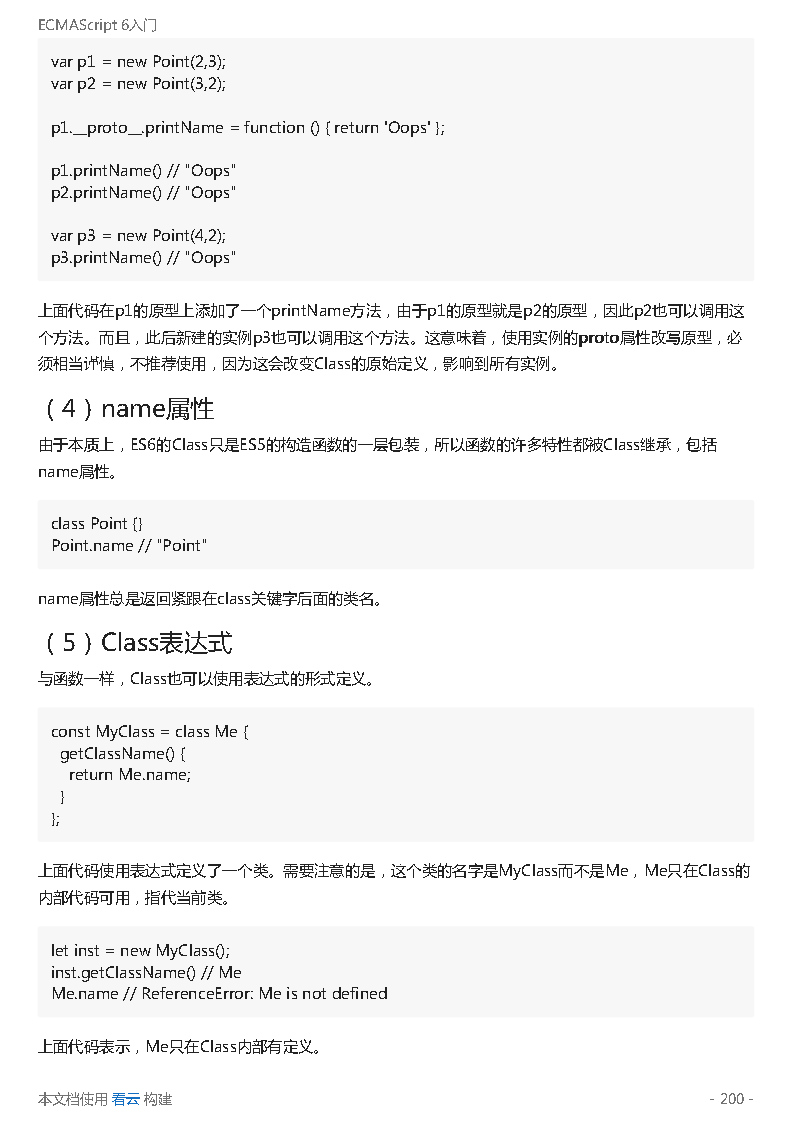 ECMAScript 6入门
var p1 = new Point(2,3);
var p2 = new Point(3,2);
p1.__proto__.printName = function () { return 'Oops' };
p1.printName() // "Oops"
p2.printName() // "Oops"
var p3 = new Point(4,2);
p3.printName() // "Oops"
上面代码在p1的原型上添加了一个printName方法，由于p1的原型就是p2的原型，因此p2也可以调用这
个方法。而且，此后新建的实例p3也可以调用这个方法。这意味着，使用实例的proto属性改写原型，必
须相当谨慎，不推荐使用，因为这会改变Class的原始定义，影响到所有实例。
（4）name属性
由于本质上，ES6的Class只是ES5的构造函数的一层包装，所以函数的许多特性都被Class继承，包括
name属性。
class Point {}
Point.name // "Point"
name属性总是返回紧跟在class关键字后面的类名。
（5）Class表达式
与函数一样，Class也可以使用表达式的形式定义。
const MyClass = class Me {
  getClassName() {
    return Me.name;
  }
};
上面代码使用表达式定义了一个类。需要注意的是，这个类的名字是MyClass而不是Me，Me只在Class的
内部代码可用，指代当前类。
let inst = new MyClass();
inst.getClassName() // Me
Me.name // ReferenceError: Me is not defined
上面代码表示，Me只在Class内部有定义。
本文档使用 看云 构建
- 200 -